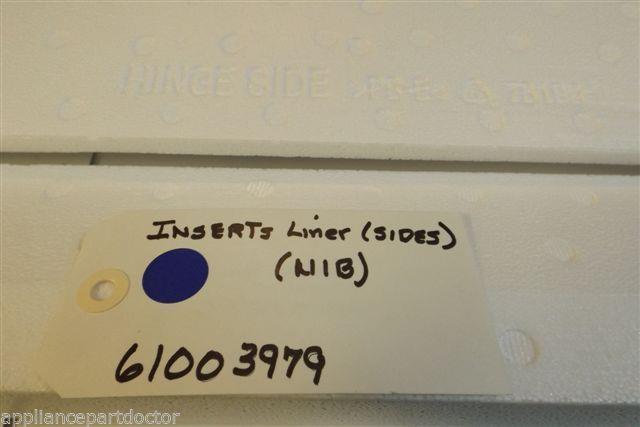 HINGE SIDE
INSERTS Liner (SIDES)
(NIB)
61003979
appliancepartdoctor